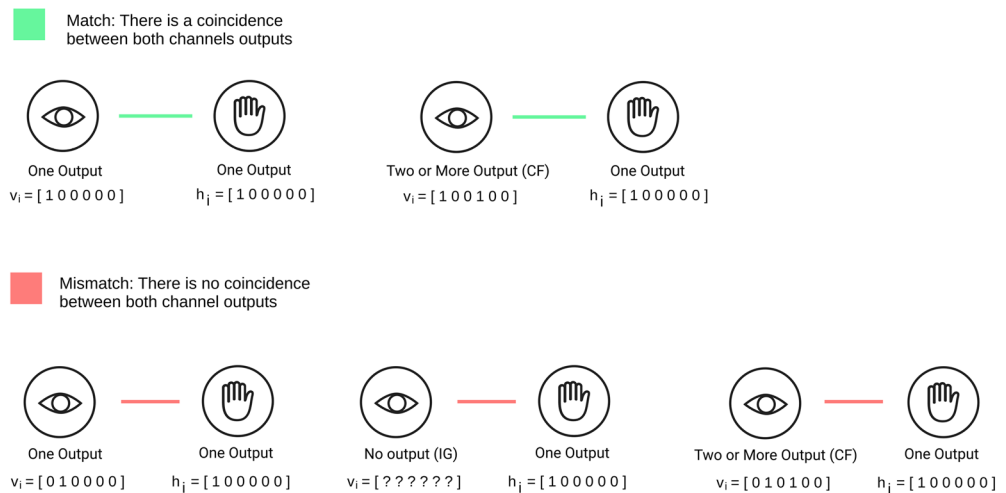 Match: There is a coincidence
between both channels outputs
One Output
One Output
Two or More Output (CF)
One Output
vi = [ 1 0 0 0 0 0 ]
hi = [ 1 0 0 0 0 0 ]
vi = [ 1 0 0 1 0 0 ]
hi = [ 1 0 0 0 0 0 ]
Mismatch: There is no coincidence
between both channel outputs
One Output
One Output
No output (IG)
One Output
Two or More Output (CF)
One Output
vi = [ 0 1 0 0 0 0 ]
hi = [ 1 0 0 0 0 0 ]
vi = [ ? ? ? ? ? ? ]
hi = [ 1 0 0 0 0 0 ]
vi = [ 0 1 0 1 0 0 ]
hi = [ 1 0 0 0 0 0 ]